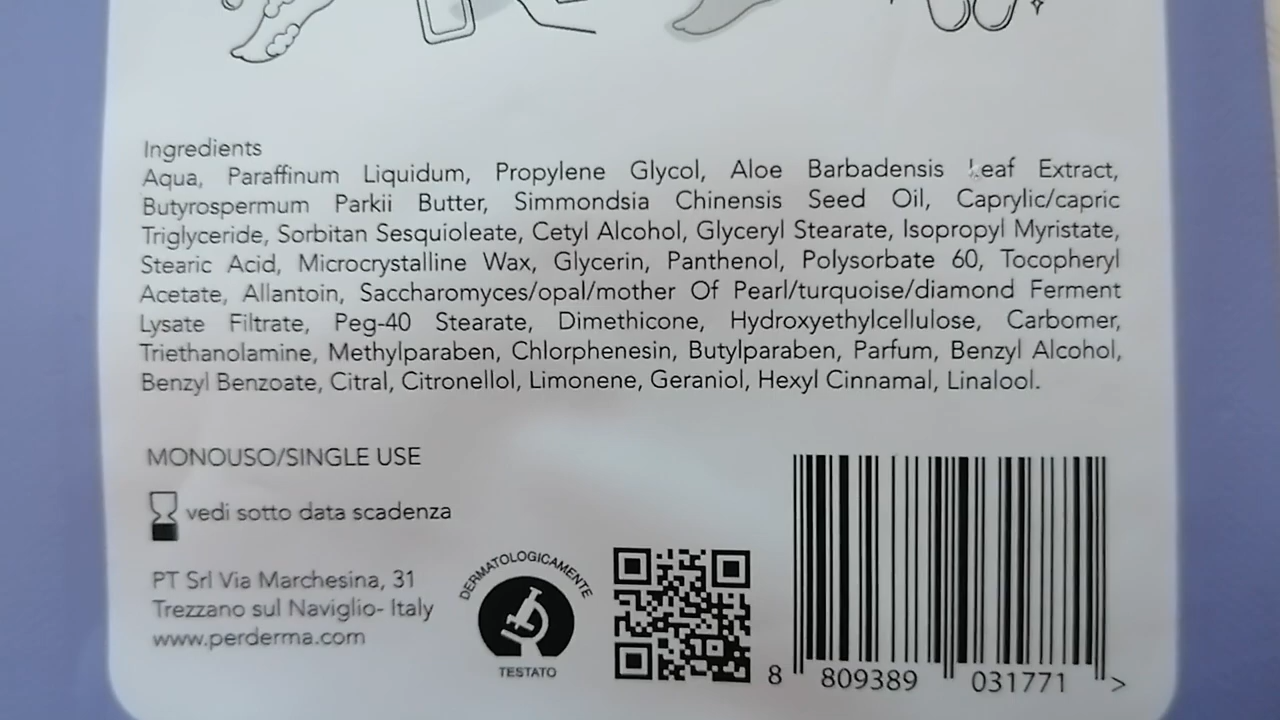 Ingredients
Aqua, Paraffinum Liquidum, Propylene Glycol, Aloe Barbadensis Leaf Extract,
Butyrospermum Parkii Butter, Simmondsia Chinensis Seed Oil, Caprylic/capric
Triglyceride, Sorbitan Sesquioleate, Cetyl Alcohol, Glyceryl Stearate, Isopropyl Myristate,
Stearic Acid, Microcrystalline Wax, Glycerin, Panthenol, Polysorbate 60, Tocopheryl
Acetate, Allantoin, Saccharomyces/opal/mother Of Pearl/turquoise/diamond Ferment
Lysate Filtrate, Peg-40 Stearate, Dimethicone, Hydroxyethylcellulose, Carbomer,
Triethanolamine, Methylparaben, Chlorphenesin, Butylparaben, Parfum, Benzyl Alcohol,
Benzyl Benzoate, Citral, Citronellol, Limonene, Geraniol, Hexyl Cinnamal, Linalool.
MONOUSO/SINGLE USE
vedi sotto data scadenza
PT Srl Via Marchesina, 31
Trezzano sul Naviglio- Italy
www.perderma.com
DERMATOLOGICAMENTE
TESTATO
8 809389 031771 >